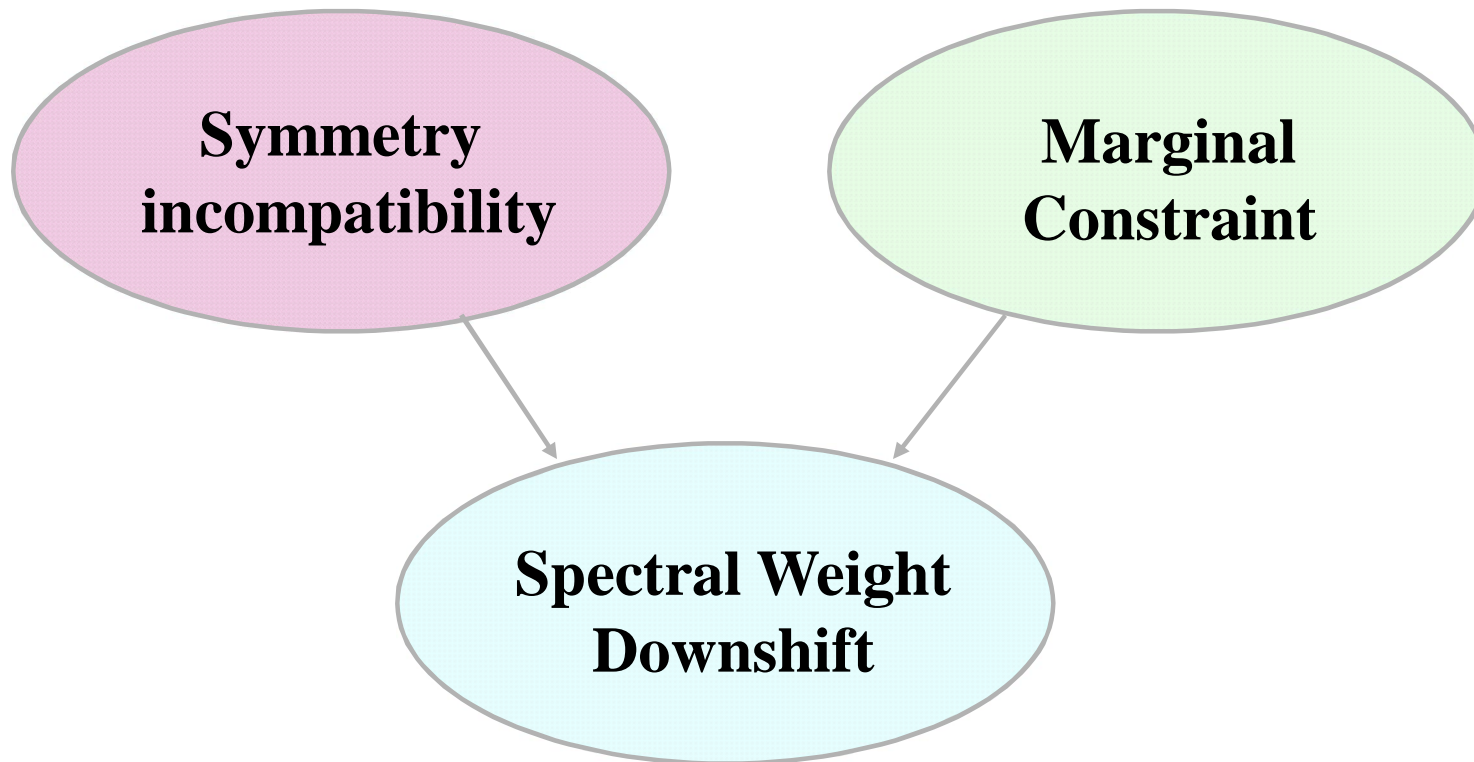 Symmetry
incompatibility
Marginal
Constraint
Spectral Weight
Downshift